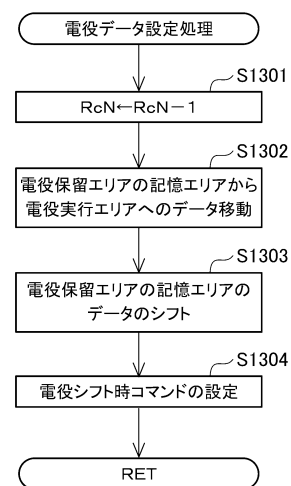 電役データ設定処理
S1301
RcN←RcN−1
S1302
電役保留エリアの記憶エリアから
電役実行エリアへのデータ移動
S1303
電役保留エリアの記憶エリアの
データのシフト
S1304
電役シフト時コマンドの設定
RET